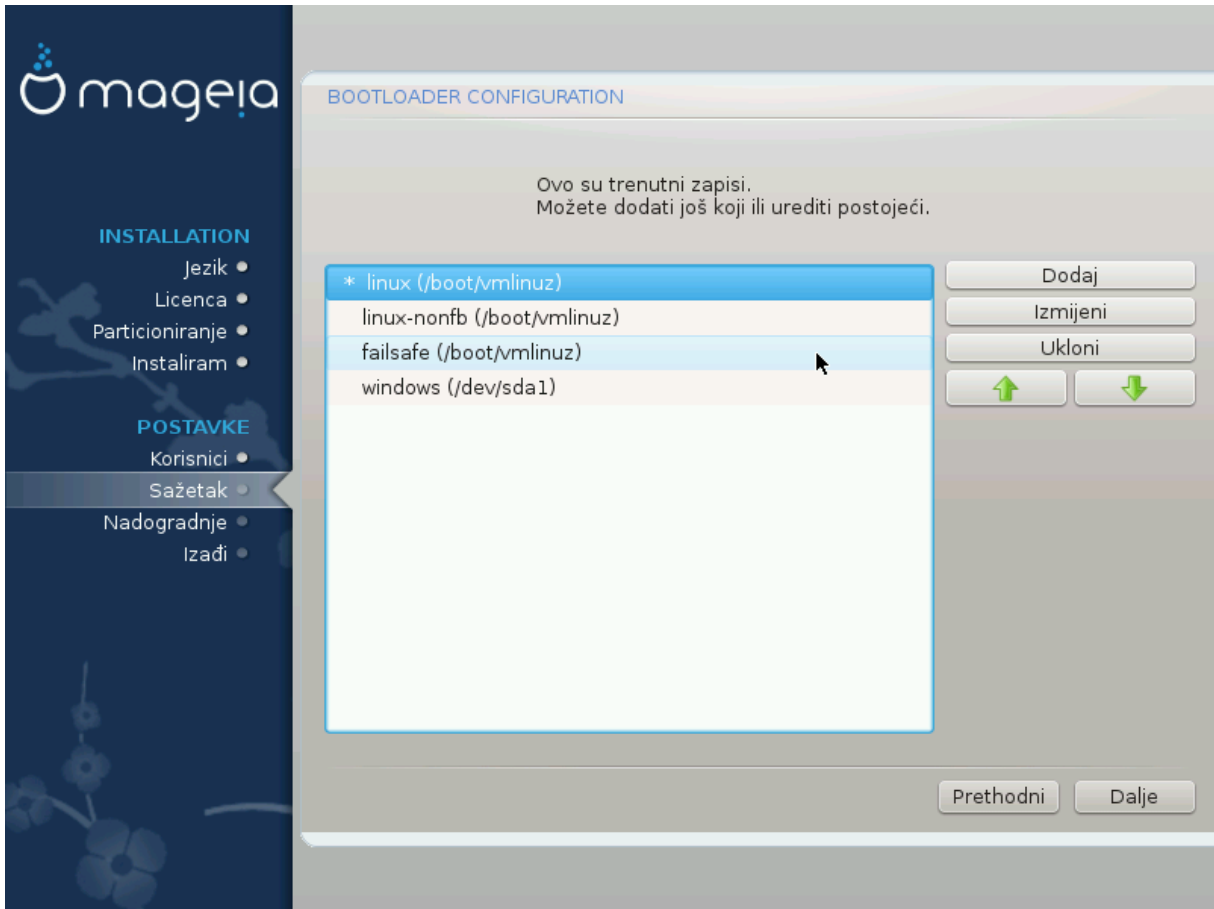 mageia
INSTALLATION
Jezik
Licenca
Particioniranje
Instaliram
POSTAVKE
Korisnici
Sažetak
Nadogradnje
Izađi
BOOTLOADER CONFIGURATION
Ovo su trenutni zapisi.
Možete dodati još koji ili urediti postojeći.
* linux (/boot/vmlinuz)
linux-nonfb (/boot/vmlinuz)
failsafe (/boot/vmlinuz)
windows (/dev/sda1)
Dodaj
Izmijeni
Ukloni
Prethodni
Dalje